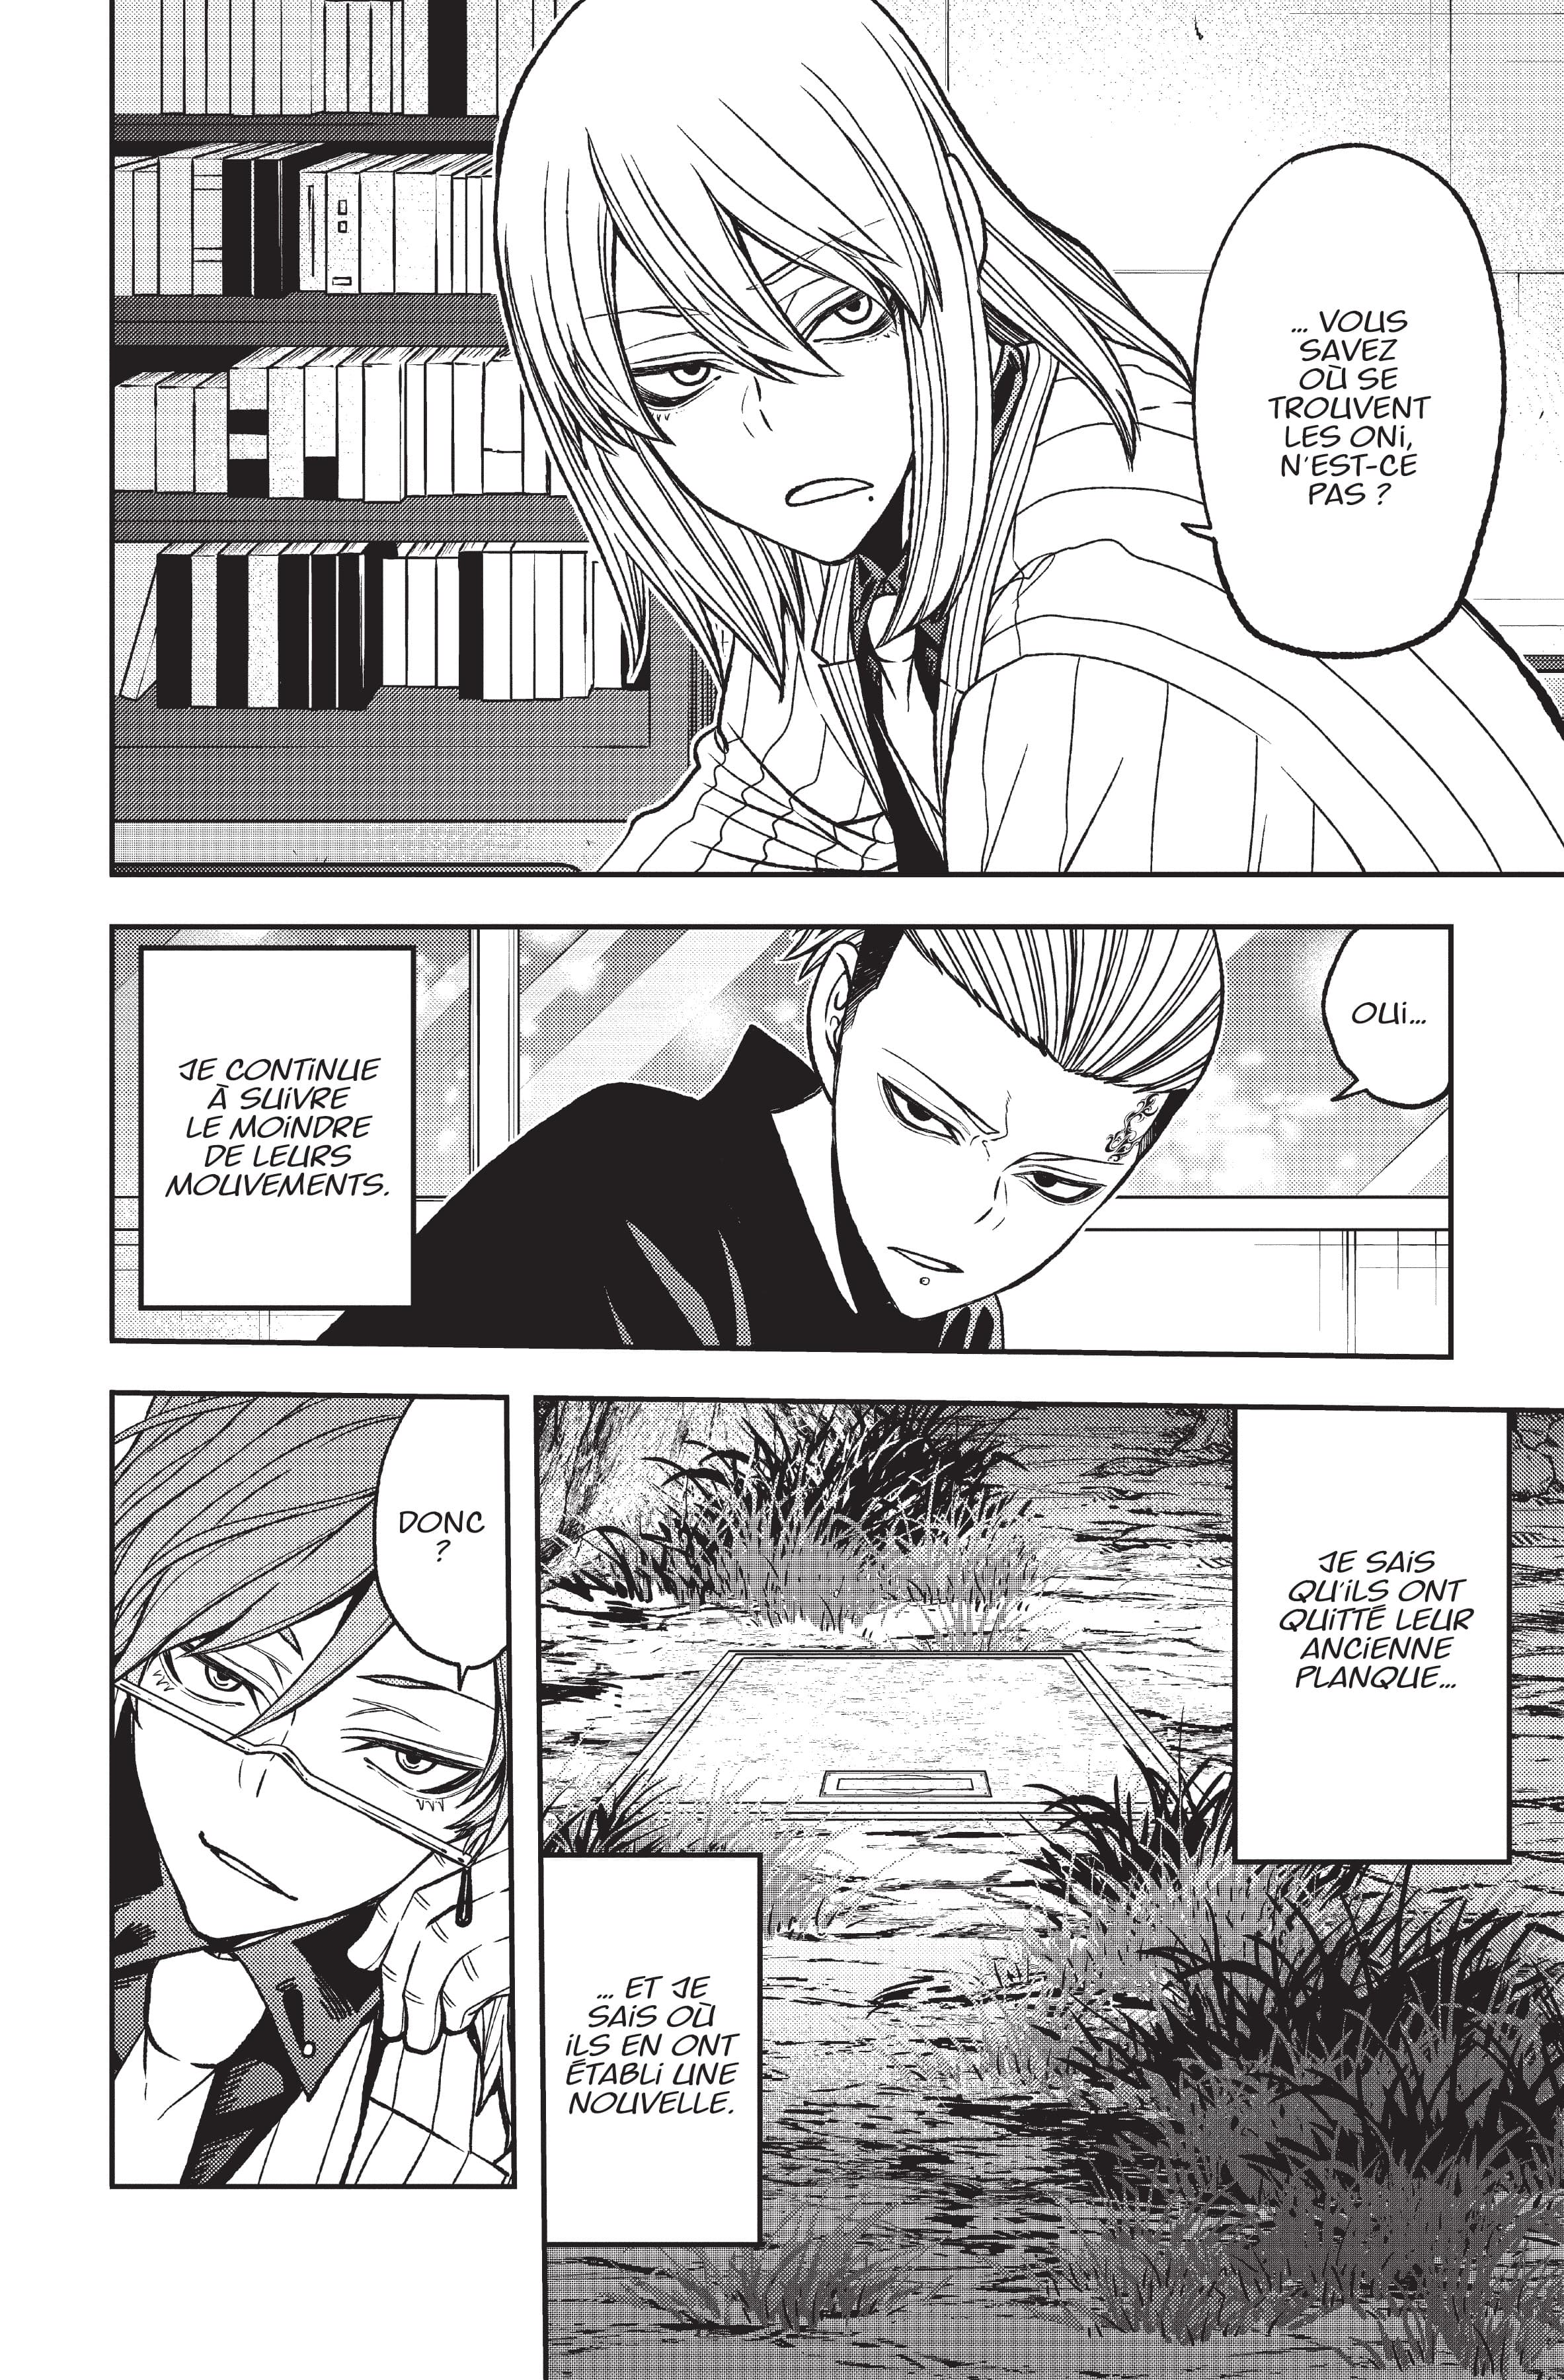 ... VOUS
SAVEZ
OÙ SE
TROUVENT
LES ONI,
N'EST-CE
PAS ?
OUI...
JE CONTINUE
À SUIVRE
LE MOINDRE
DE LEURS
MOUVEMENTS.
JE SAIS
QU'ILS ONT
QUITTÉ LEUR
ANCIENNE
PLANQUE...
... ET JE
SAIS OÙ
ILS EN ONT
ÉTABLI UNE
NOUVELLE.
DONC
?